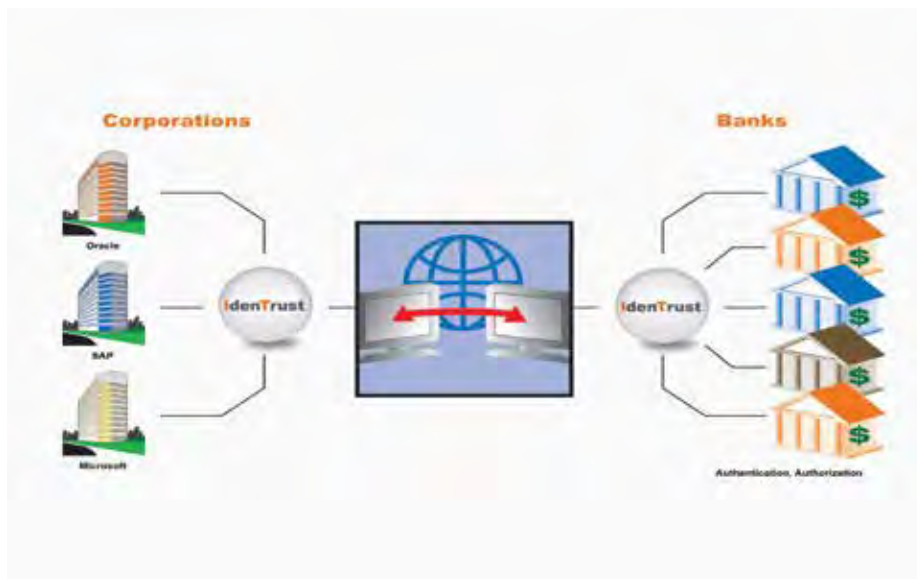 Corporations
Banks
Oracle
IdenTrust
IdenTrust
SAP
Microsoft
Authentication, Authorization